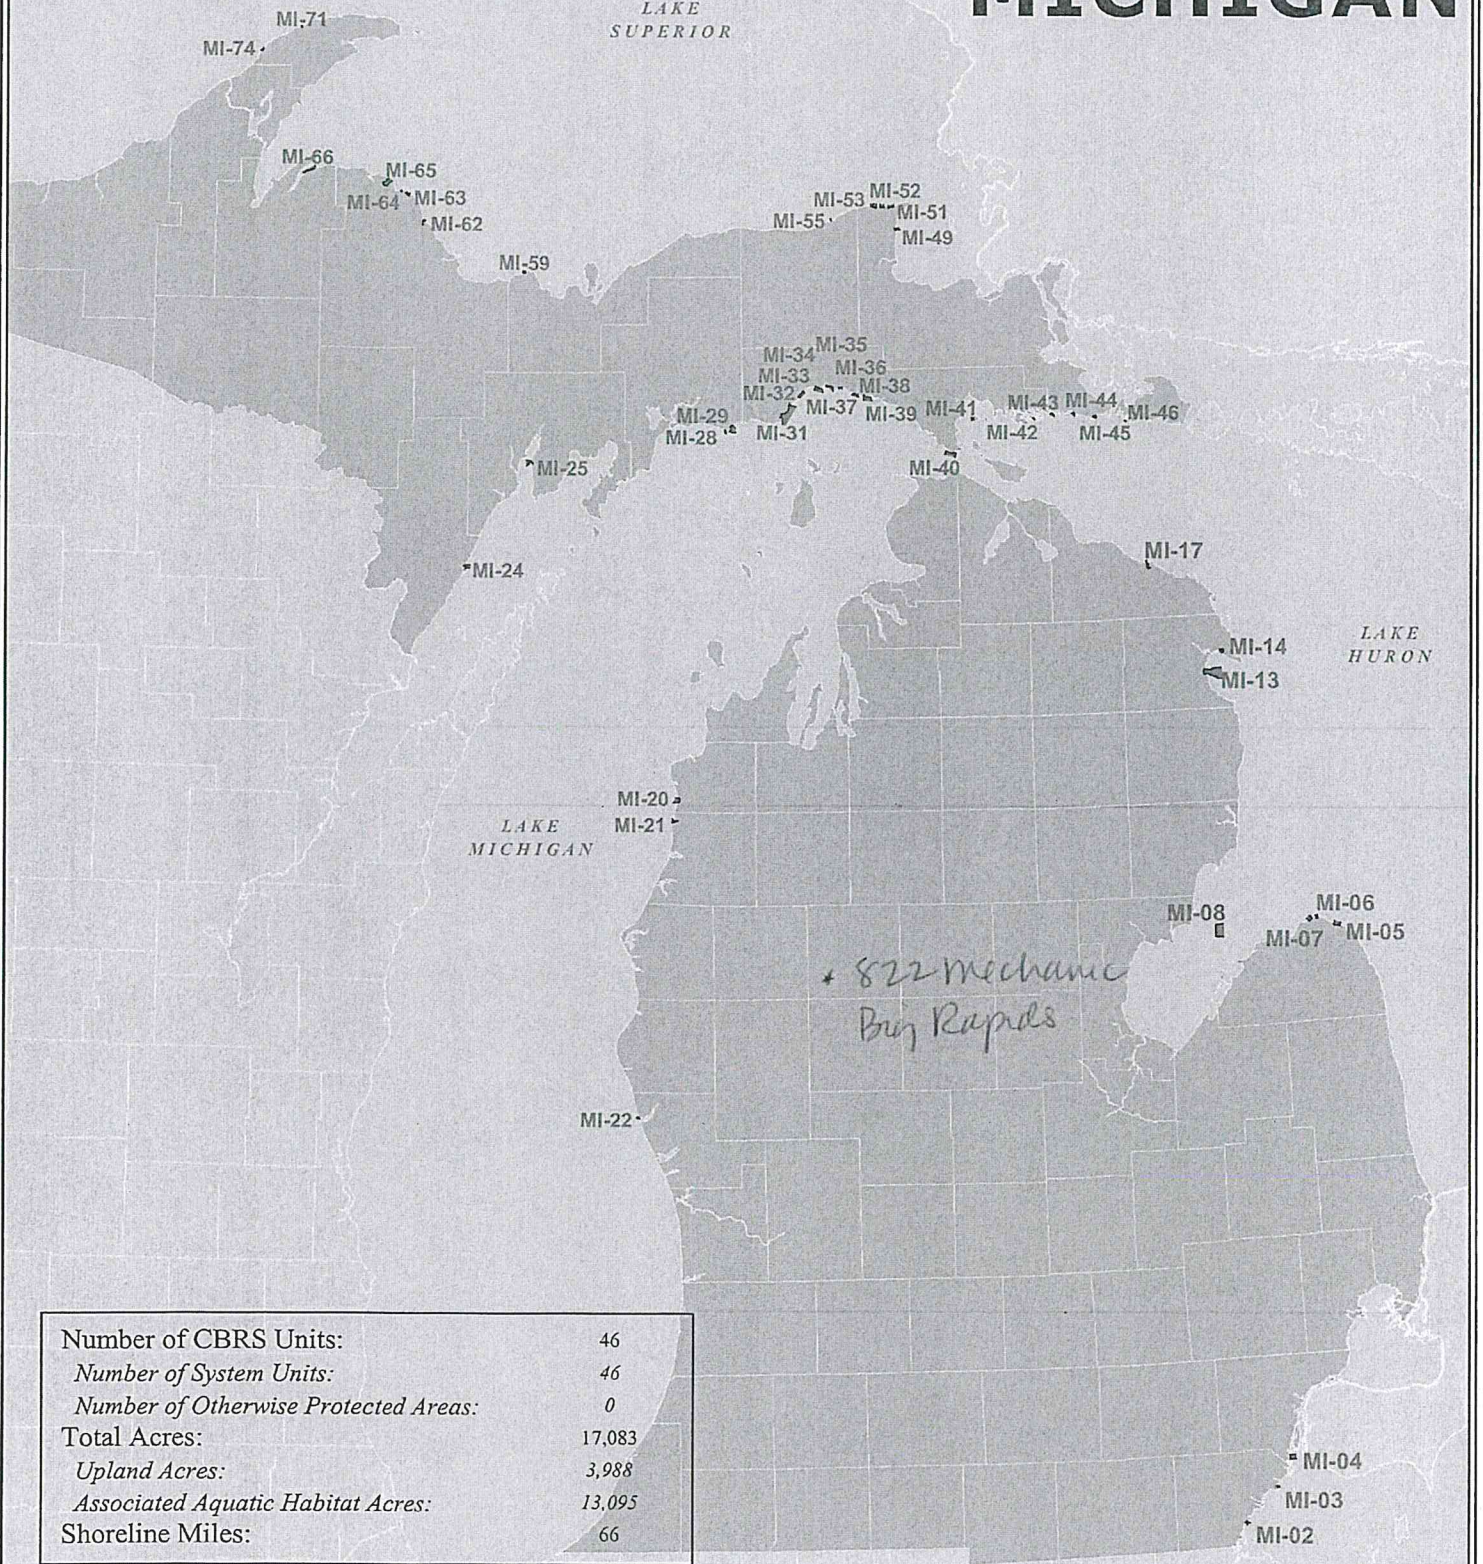 MICHIGAN
LAKE
SUPERIOR
MI-71
MI-74
MI-66
MI-65
MI-64
MI-63
MI-62
MI-59
MI-55
MI-53
MI-52
MI-51
MI-49
MI-35
MI-34
MI-36
MI-33
MI-38
MI-32
MI-37
MI-39
MI-31
MI-29
MI-28
MI-25
MI-24
MI-41
MI-43
MI-44
MI-42
MI-45
MI-46
MI-40
MI-17
LAKE
HURON
MI-14
MI-13
MI-20
MI-21
LAKE
MICHIGAN
MI-08
MI-06
MI-07
MI-05
* 822 Mechanic
Big Rapids
MI-22
Number of CBRS Units: 46
Number of System Units: 46
Number of Otherwise Protected Areas: 0
Total Acres: 17,083
Upland Acres: 3,988
Associated Aquatic Habitat Acres: 13,095
Shoreline Miles: 66
MI-04
MI-03
MI-02